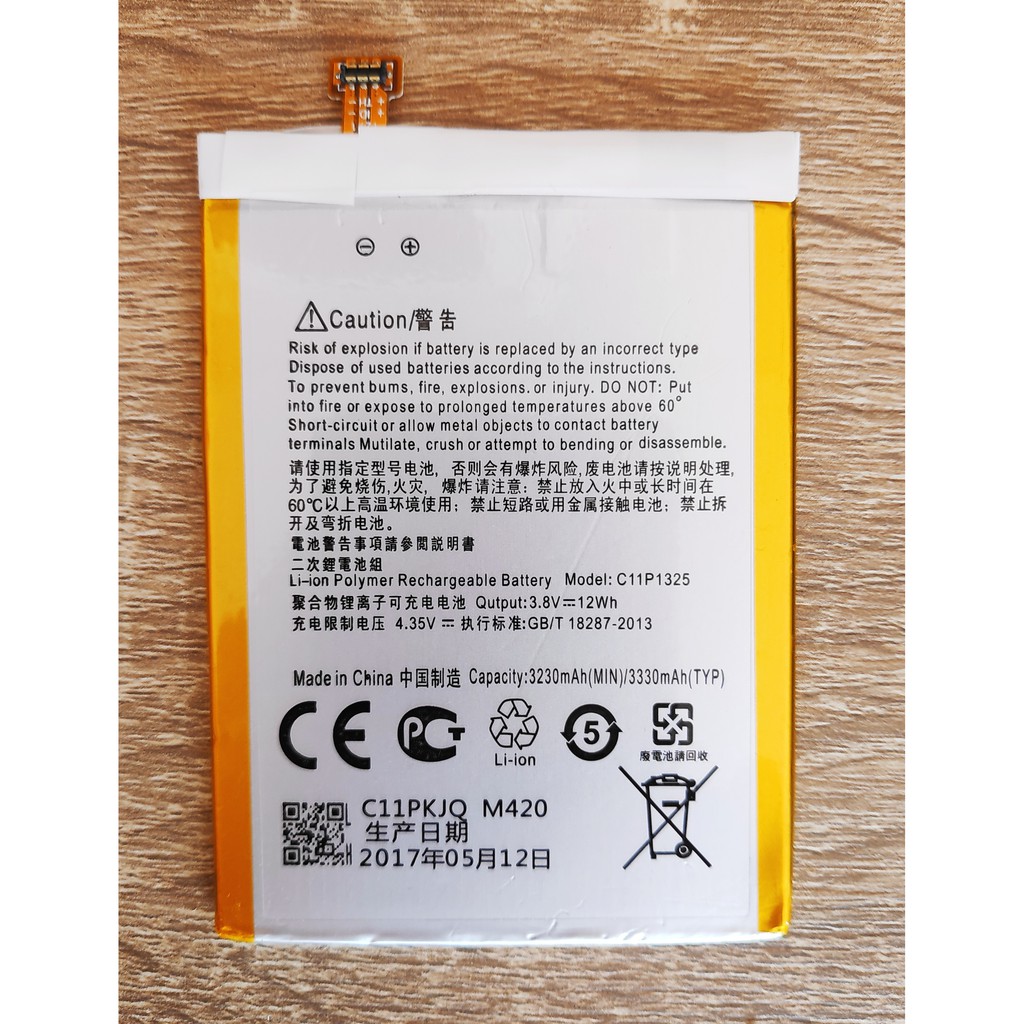 ⊖ ⊕
Caution/警告
Risk of explosion if battery is replaced by an incorrect type
Dispose of used batteries according to the instructions.
To prevent bums, fire, explosions. or injury. DO NOT: Put
into fire or expose to prolonged temperatures above 60°
Short-circuit or allow metal objects to contact battery
terminals Mutilate, crush or attempt to bending or disassemble.
请使用指定型号电池, 否则会有爆炸风险,废电池请按说明处理,
为了避免烧伤,火灾, 爆炸请注意: 禁止放入火中或长时间在
60℃以上高温环境使用; 禁止短路或用金属接触电池; 禁止拆
开及弯折电池。
電池警告事項請參閲説明書
二次鋰電池組
Li-ion Polymer Rechargeable Battery Model: C11P1325
聚合物锂离子可充电电池 Qutput:3.8V⎓12Wh
充电限制电压 4.35V ⎓ 执行标准:GB/T 18287-2013
Made in China 中国制造 Capacity:3230mAh(MIN)/3330mAh(TYP)
CE PCT Li-ion 5 廢電池請回收
C11PKJQ M420
生产日期
2017年05月12日